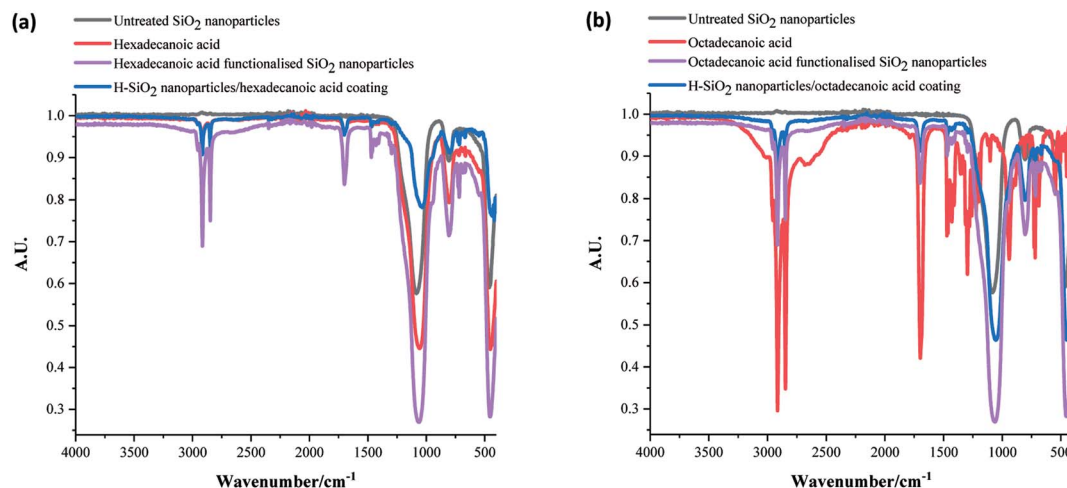 (a)
Untreated SiO2 nanoparticles
Hexadecanoic acid
Hexadecanoic acid functionalised SiO2 nanoparticles
H-SiO2 nanoparticles/hexadecanoic acid coating
1.0
0.9
0.8
0.7
0.6
0.5
0.4
0.3
A.U.
4000 3500 3000 2500 2000 1500 1000 500
Wavenumber/cm-1
(b)
Untreated SiO2 nanoparticles
Octadecanoic acid
Octadecanoic acid functionalised SiO2 nanoparticles
H-SiO2 nanoparticles/octadecanoic acid coating
1.0
0.9
0.8
0.7
0.6
0.5
0.4
0.3
A.U.
4000 3500 3000 2500 2000 1500 1000 500
Wavenumber/cm-1